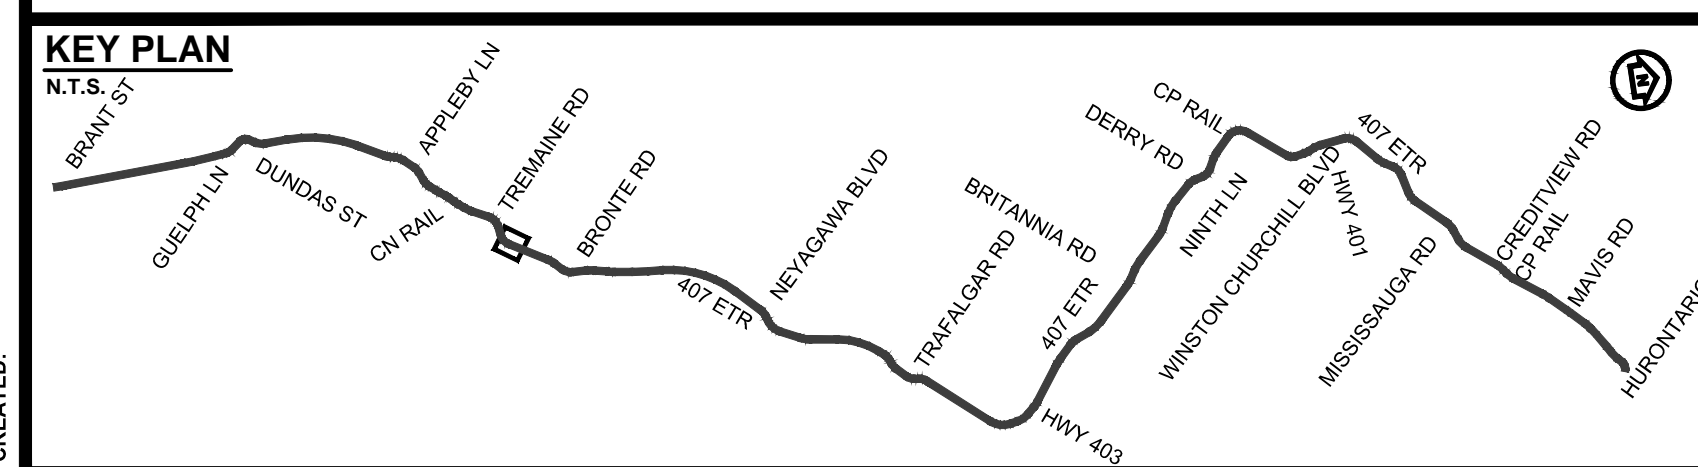 KEY PLAN
N.T.S.
BRANT ST
GUELPH LN
DUNDAS ST
APPLEBY LN
CN RAIL
TREMAINE RD
BRONTE RD
407 ETR
NEYAGAWA BLVD
TRAFALGAR RD
HWY 403
407 ETR
BRITANNIA RD
DERRY RD
CP RAIL
NINTH LN
WINSTON CHURCHILL BLVD
HWY 401
407 ETR
MISSISSAUGA RD
CREDITVIEW RD
CP RAIL
MAVIS RD
N
CREATED: